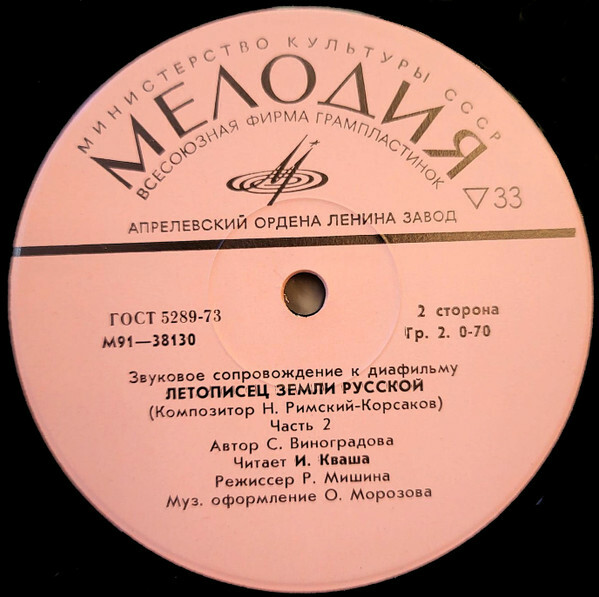 МИНИСТЕРСТВО КУЛЬТУРЫ СССР
МЕЛОДИЯ
ВСЕСОЮЗНАЯ ФИРМА ГРАМПЛАСТИНОК
▽33
АПРЕЛЕВСКИЙ ОРДЕНА ЛЕНИНА ЗАВОД
ГОСТ 5289-73
М91—38130
2 сторона
Гр. 2. 0-70
Звуковое сопровождение к диафильму
ЛЕТОПИСЕЦ ЗЕМЛИ РУССКОЙ
(Композитор Н. Римский-Корсаков)
Часть 2
Автор С. Виноградова
Читает И. Кваша
Режиссер Р. Мишина
Муз. оформление О. Морозова